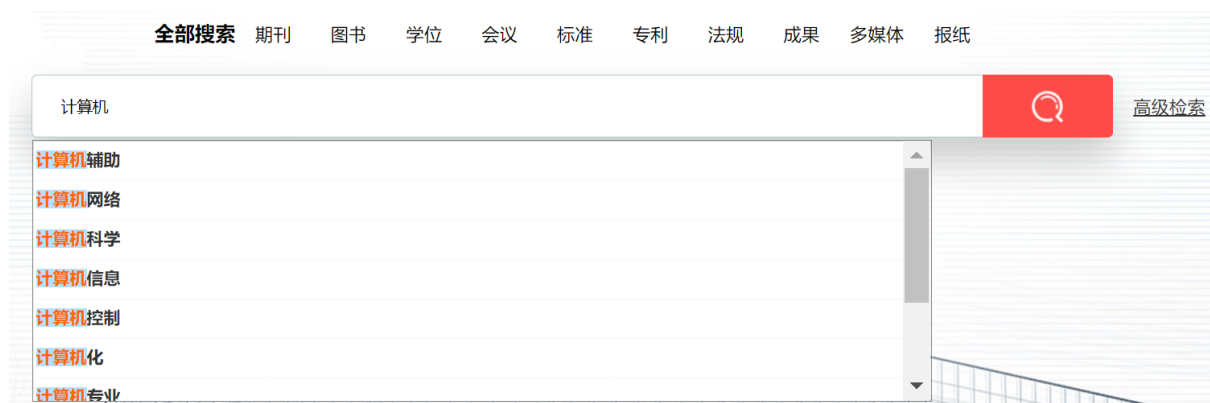 全部搜索 期刊 图书 学位 会议 标准 专利 法规 成果 多媒体 报纸
计算机 高级检索
计算机辅助
计算机网络
计算机科学
计算机信息
计算机控制
计算机化
计算机专业